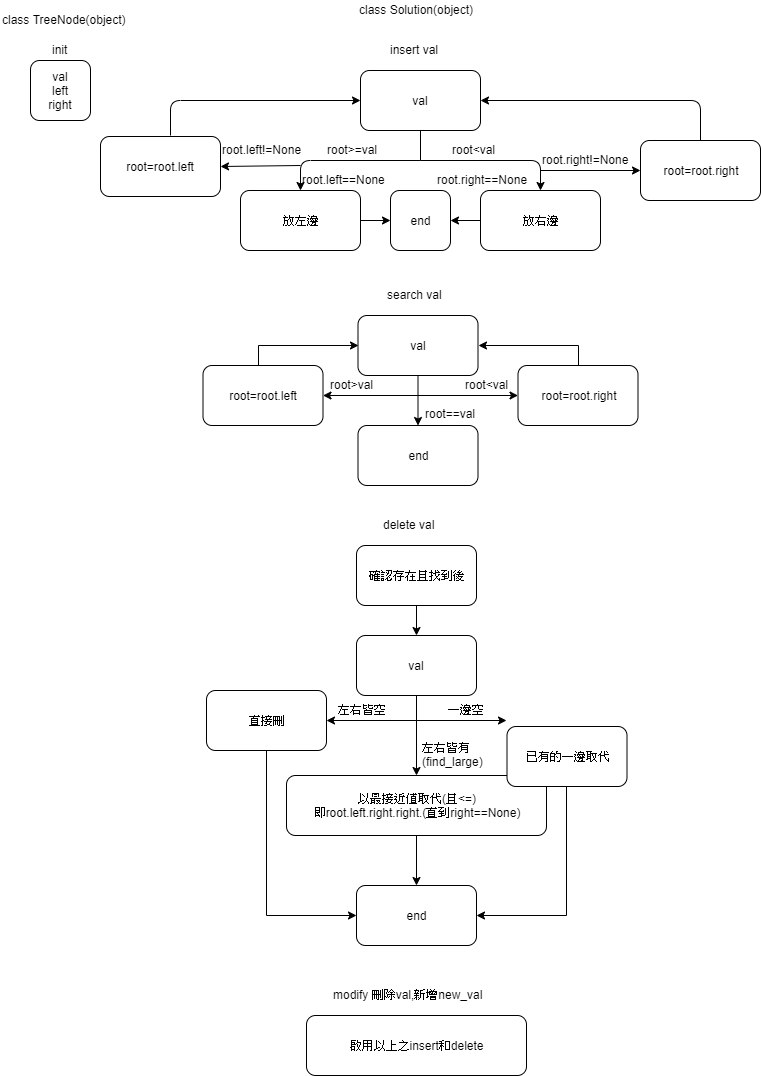 class Solution(object)
class TreeNode(object)
init
val
left
right
insert val
val
root=root.left
root.left!=None
root>=val
root<val
root.right!=None
root=root.right
root.left==None
root.right==None
放左邊
end
放右邊
search val
val
root=root.left
root>val
root<val
root=root.right
root==val
end
delete val
確認存在且找到後
val
直接刪
左右皆空
一邊空
已有的一邊取代
左右皆有
(find_large)
以最接近值取代(且<=)
即root.left.right.right.(直到right==None)
end
modify 刪除val,新增new_val
啟用以上之insert和delete